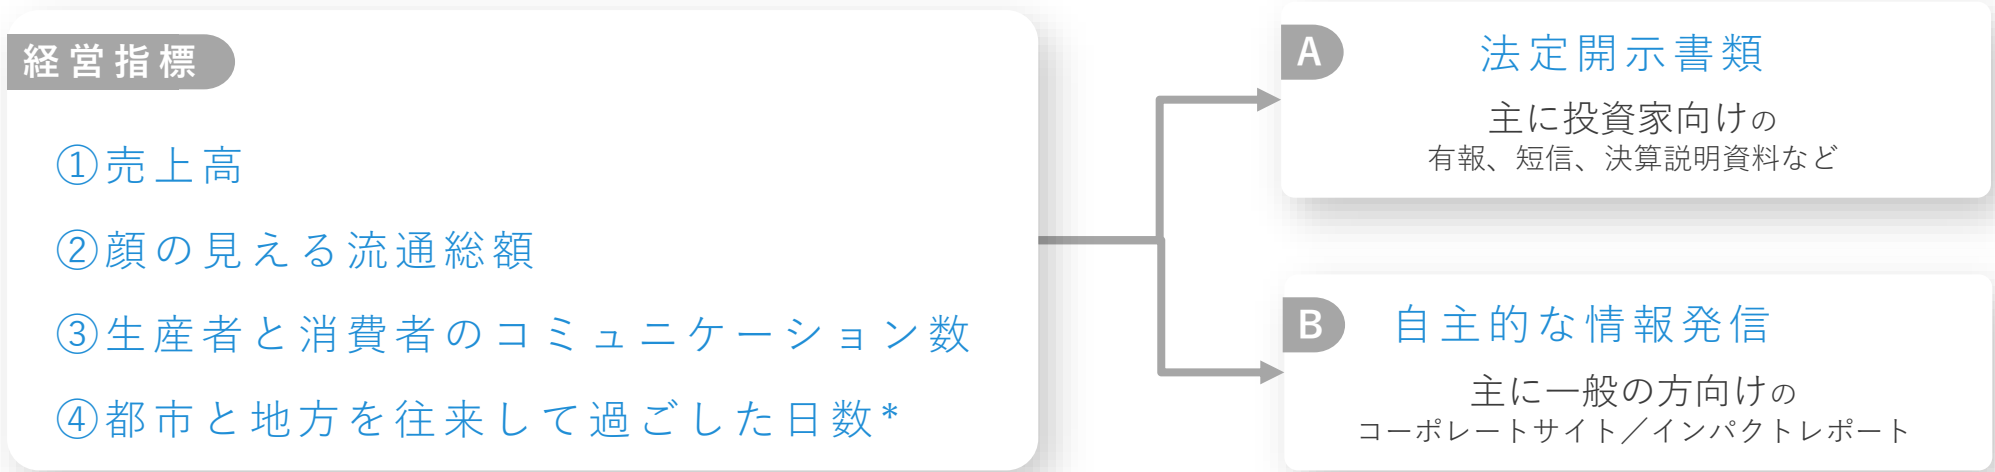 経営指標
①売上高
②顔の見える流通総額
③生産者と消費者のコミュニケーション数
④都市と地方を往来して過ごした日数*
A
法定開示書類
主に投資家向けの
有報、短信、決算説明資料など
B
自主的な情報発信
主に一般の方向けの
コーポレートサイト／インパクトレポート